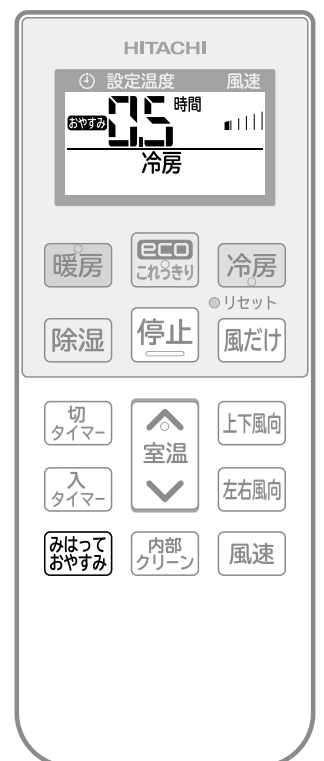 HITACHI
設定温度 風速
おやすみ 0.5 時間
冷房
暖房 eco これっきり 冷房
リセット
除湿 停止 風だけ
切タイマー 室温 上下風向
入タイマー 左右風向
みはっておやすみ 内部クリーン 風速